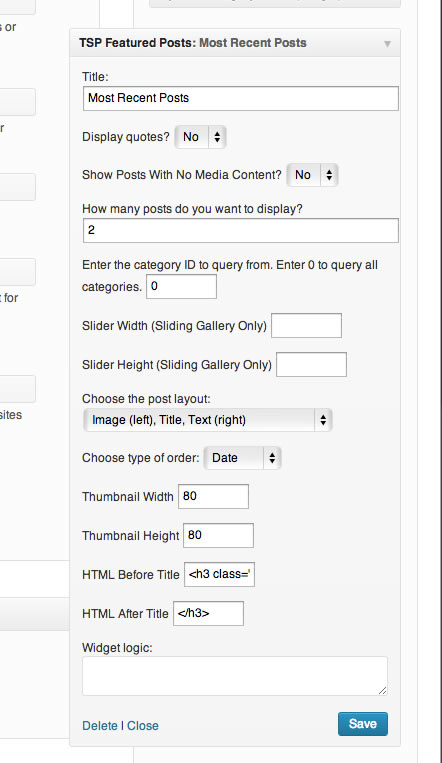 s or
TSP Featured Posts: Most Recent Posts
Title:
Most Recent Posts
r
Display quotes? No
Show Posts With No Media Content? No
How many posts do you want to display?
2
Enter the category ID to query from. Enter 0 to query all
categories. 0
t for
Slider Width (Sliding Gallery Only)
Slider Height (Sliding Gallery Only)
Choose the post layout:
sites
Image (left), Title, Text (right)
Choose type of order: Date
Thumbnail Width 80
Thumbnail Height 80
HTML Before Title <h3 class='
HTML After Title </h3>
Widget logic:
Delete | Close
Save